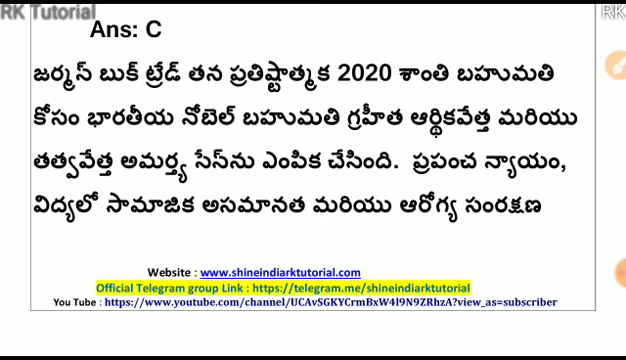 RK Tutorial
RK
Ans: C
జర్మన్ బుక్ ట్రేడ్ తన ప్రతిష్టాత్మక 2020 శాంతి బహుమతి
కోసం భారతీయ నోబెల్ బహుమతి గ్రహీత ఆర్థికవేత్త మరియు
తత్వవేత్త అమర్త్య సేన్‌ను ఎంపిక చేసింది. ప్రపంచ న్యాయం,
విద్యలో సామాజిక అసమానత మరియు ఆరోగ్య సంరక్షణ
Website : www.shineindiarktutorial.com
Official Telegram group Link : https://telegram.me/shineindiarktutorial
You Tube : https://www.youtube.com/channel/UCAvSGKYCrmBxW4I9N9ZRhzA?view_as=subscriber